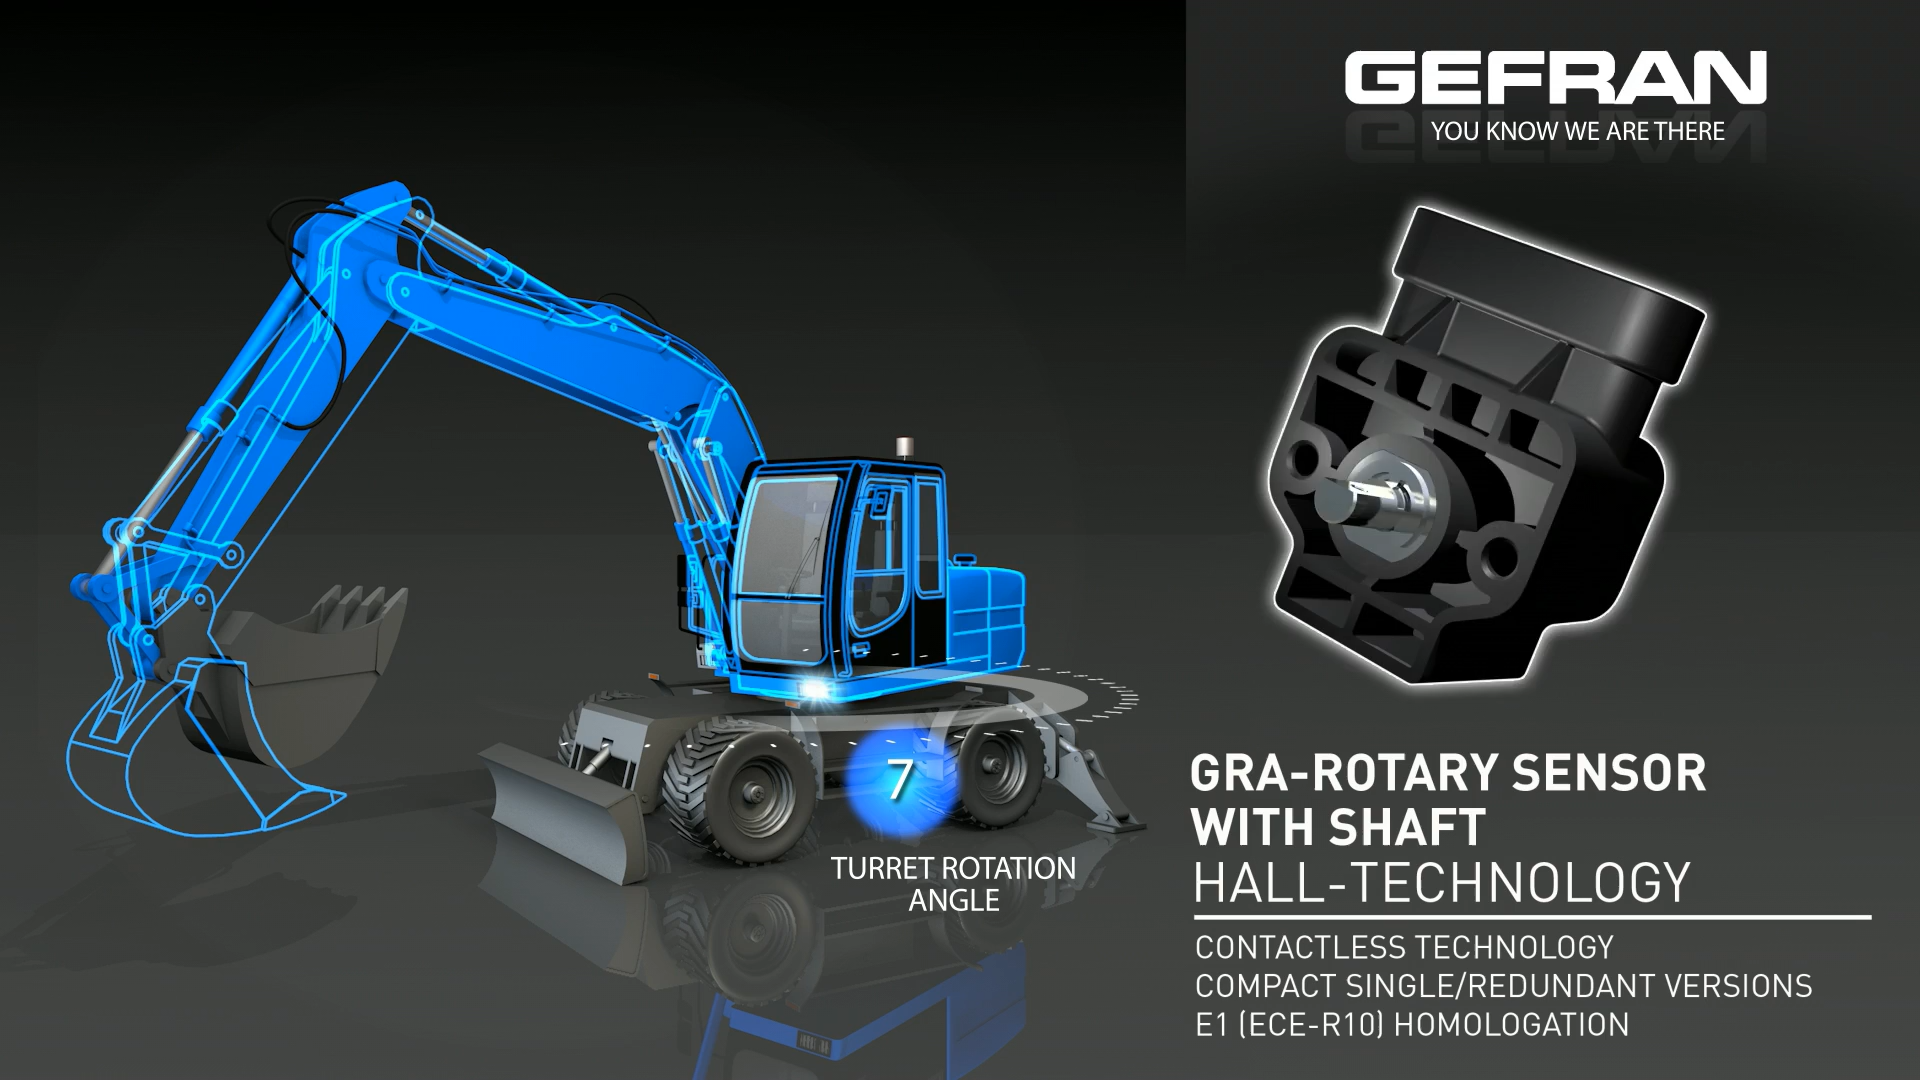 GEFRAN
YOU KNOW WE ARE THERE
7
TURRET ROTATION
ANGLE
GRA-ROTARY SENSOR
WITH SHAFT
HALL-TECHNOLOGY
CONTACTLESS TECHNOLOGY
COMPACT SINGLE/REDUNDANT VERSIONS
E1 (ECE-R10) HOMOLOGATION